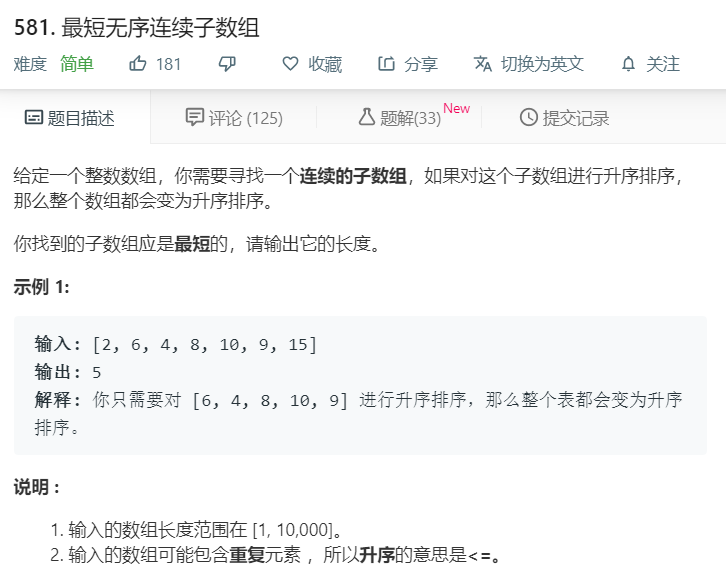 581. 最短无序连续子数组
难度 简单 181 收藏 分享 切换为英文 关注
题目描述 评论 (125) 题解(33) New 提交记录
给定一个整数数组，你需要寻找一个连续的子数组，如果对这个子数组进行升序排序，
那么整个数组都会变为升序排序。
你找到的子数组应是最短的，请输出它的长度。
示例 1:
输入: [2, 6, 4, 8, 10, 9, 15]
输出: 5
解释: 你只需要对 [6, 4, 8, 10, 9] 进行升序排序，那么整个表都会变为升序
排序。
说明 :
1. 输入的数组长度范围在 [1, 10,000]。
2. 输入的数组可能包含重复元素 ，所以升序的意思是<=。